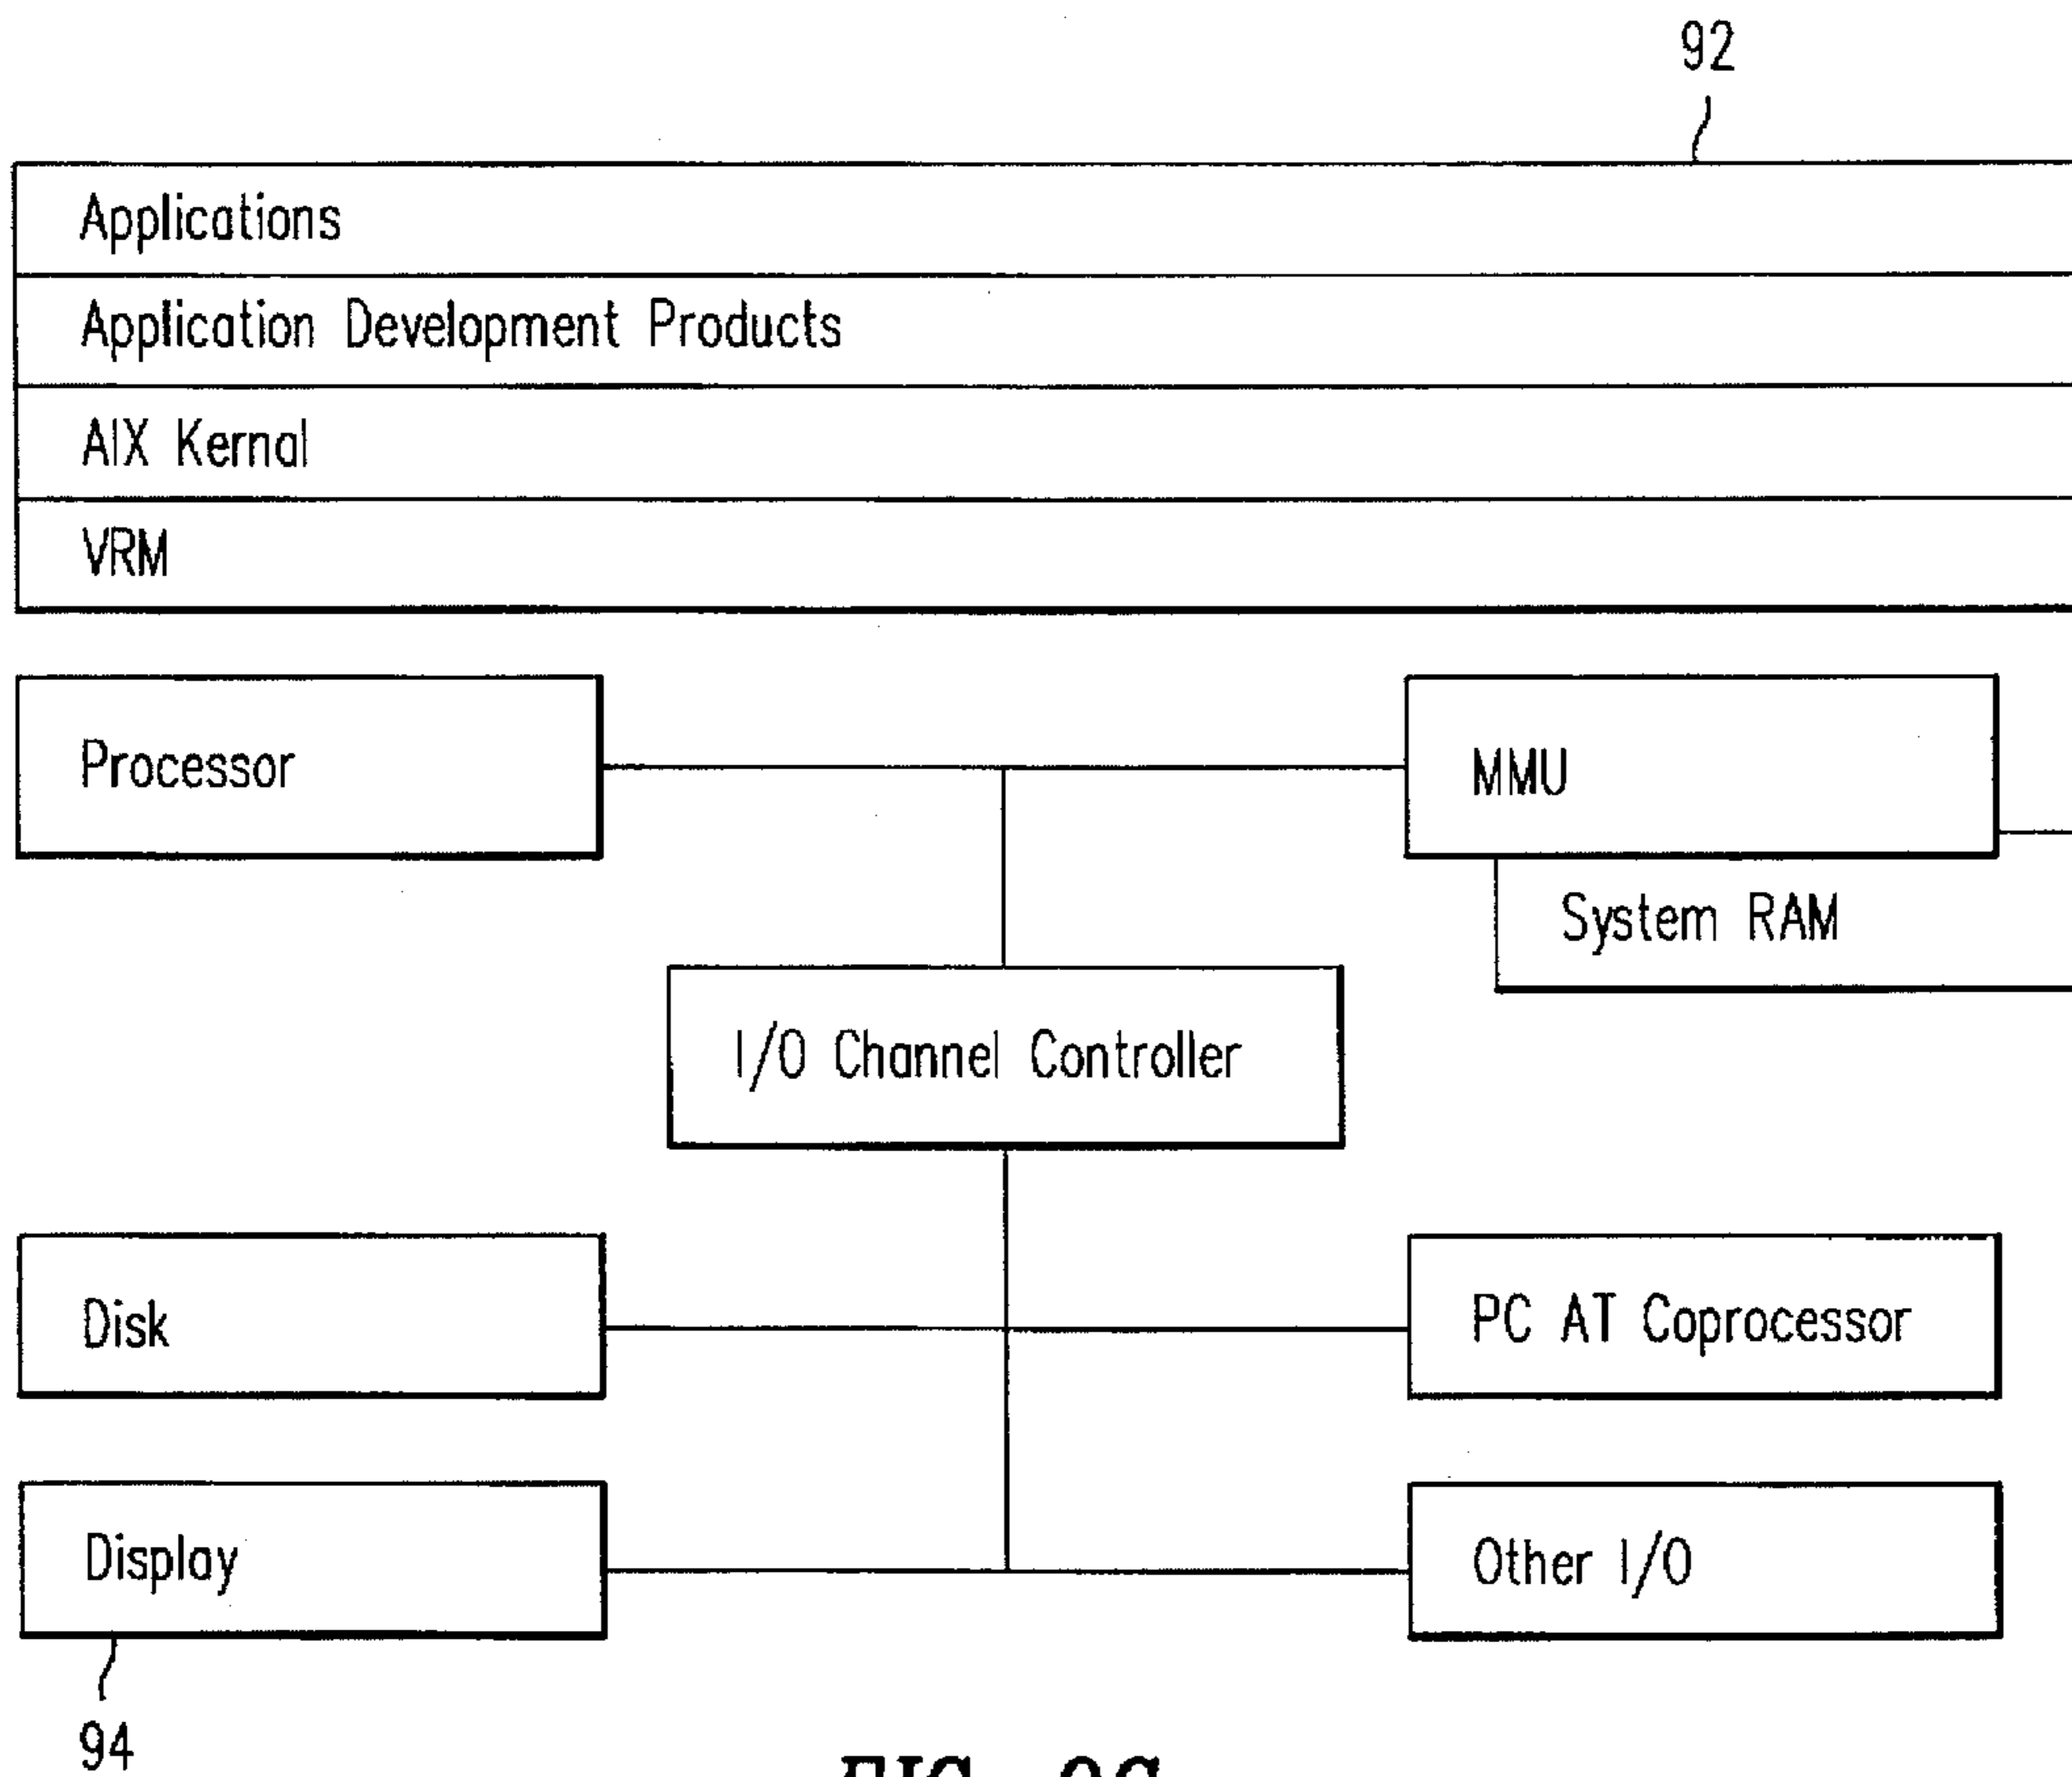 92
Applications
Application Development Products
AIX Kernal
VRM
Processor
MMU
System RAM
I/O Channel Controller
Disk
PC AT Coprocessor
Display
Other I/O
94